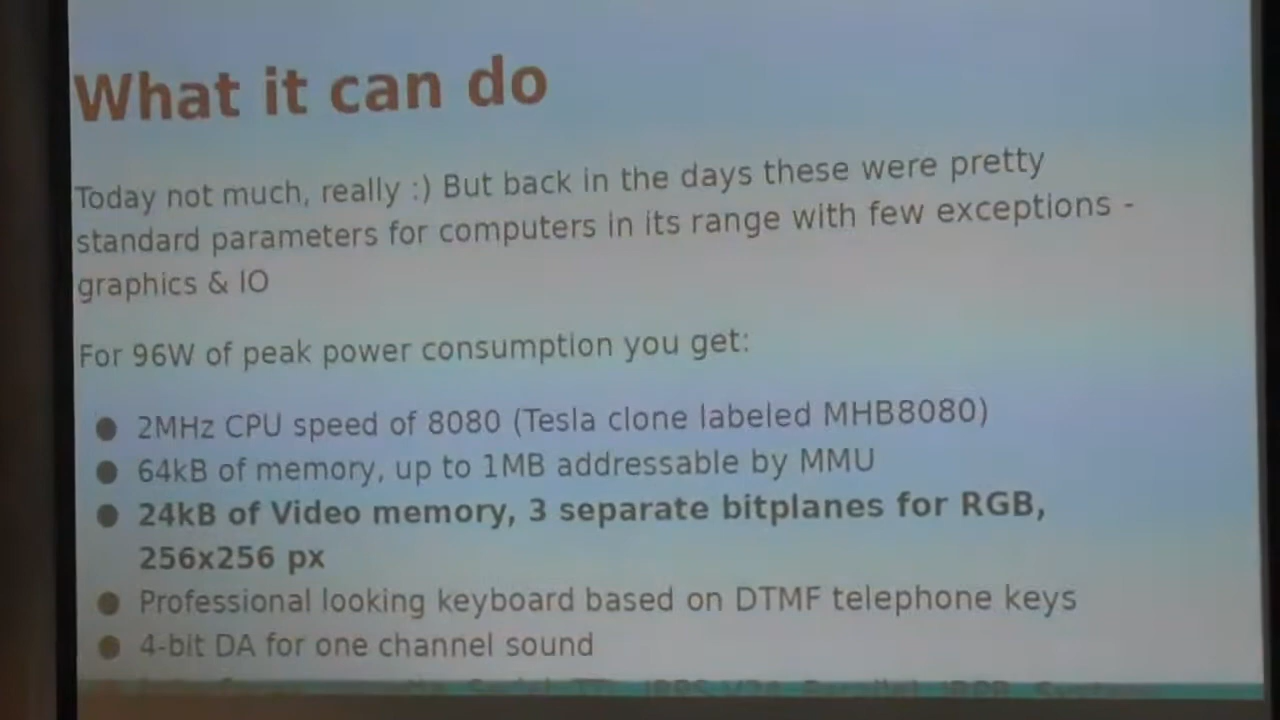 What it can do
Today not much, really :) But back in the days these were pretty
standard parameters for computers in its range with few exceptions -
graphics & IO
For 96W of peak power consumption you get:
● 2MHz CPU speed of 8080 (Tesla clone labeled MHB8080)
● 64kB of memory, up to 1MB addressable by MMU
● 24kB of Video memory, 3 separate bitplanes for RGB,
256x256 px
● Professional looking keyboard based on DTMF telephone keys
● 4-bit DA for one channel sound